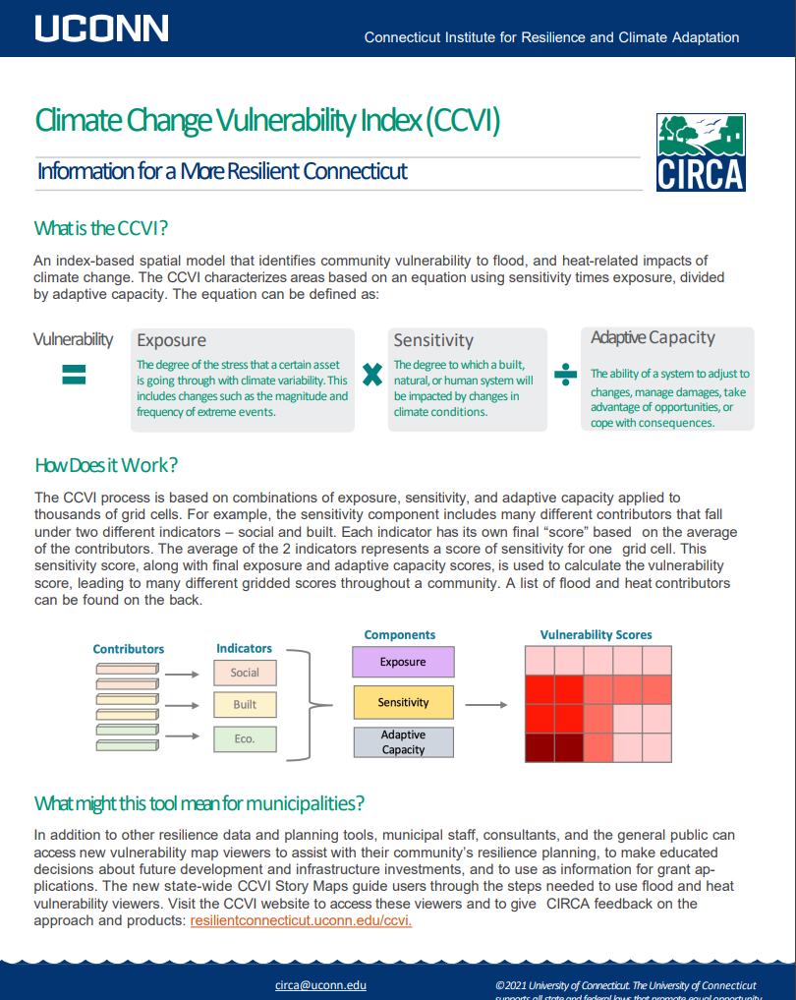 UCONN
Connecticut Institute for Resilience and Climate Adaptation
Climate Change Vulnerability Index (CCVI)
Information for a More Resilient Connecticut
CIRCA
What is the CCVI?
An index-based spatial model that identifies community vulnerability to flood, and heat-related impacts of
climate change. The CCVI characterizes areas based on an equation using sensitivity times exposure, divided
by adaptive capacity. The equation can be defined as:
Vulnerability
=
Exposure
The degree of the stress that a certain asset
is going through with climate variability. This
includes changes such as the magnitude and
frequency of extreme events.
×
Sensitivity
The degree to which a built,
natural, or human system will
be impacted by changes in
climate conditions.
÷
Adaptive Capacity
The ability of a system to adjust to
changes, manage damages, take
advantage of opportunities, or
cope with consequences.
How Does it Work?
The CCVI process is based on combinations of exposure, sensitivity, and adaptive capacity applied to
thousands of grid cells. For example, the sensitivity component includes many different contributors that fall
under two different indicators – social and built. Each indicator has its own final “score” based on the average
of the contributors. The average of the 2 indicators represents a score of sensitivity for one grid cell. This
sensitivity score, along with final exposure and adaptive capacity scores, is used to calculate the vulnerability
score, leading to many different gridded scores throughout a community. A list of flood and heat contributors
can be found on the back.
Contributors
Indicators
Social
Built
Eco.
Components
Exposure
Sensitivity
Adaptive
Capacity
Vulnerability Scores
What might this tool mean for municipalities?
In addition to other resilience data and planning tools, municipal staff, consultants, and the general public can
access new vulnerability map viewers to assist with their community’s resilience planning, to make educated
decisions about future development and infrastructure investments, and to use as information for grant ap-
plications. The new state-wide CCVI Story Maps guide users through the steps needed to use flood and heat
vulnerability viewers. Visit the CCVI website to access these viewers and to give CIRCA feedback on the
approach and products: resilientconnecticut.uconn.edu/ccvi.
circa@uconn.edu
©2021 University of Connecticut. The University of Connecticut
supports all state and federal laws that promote equal opportunity